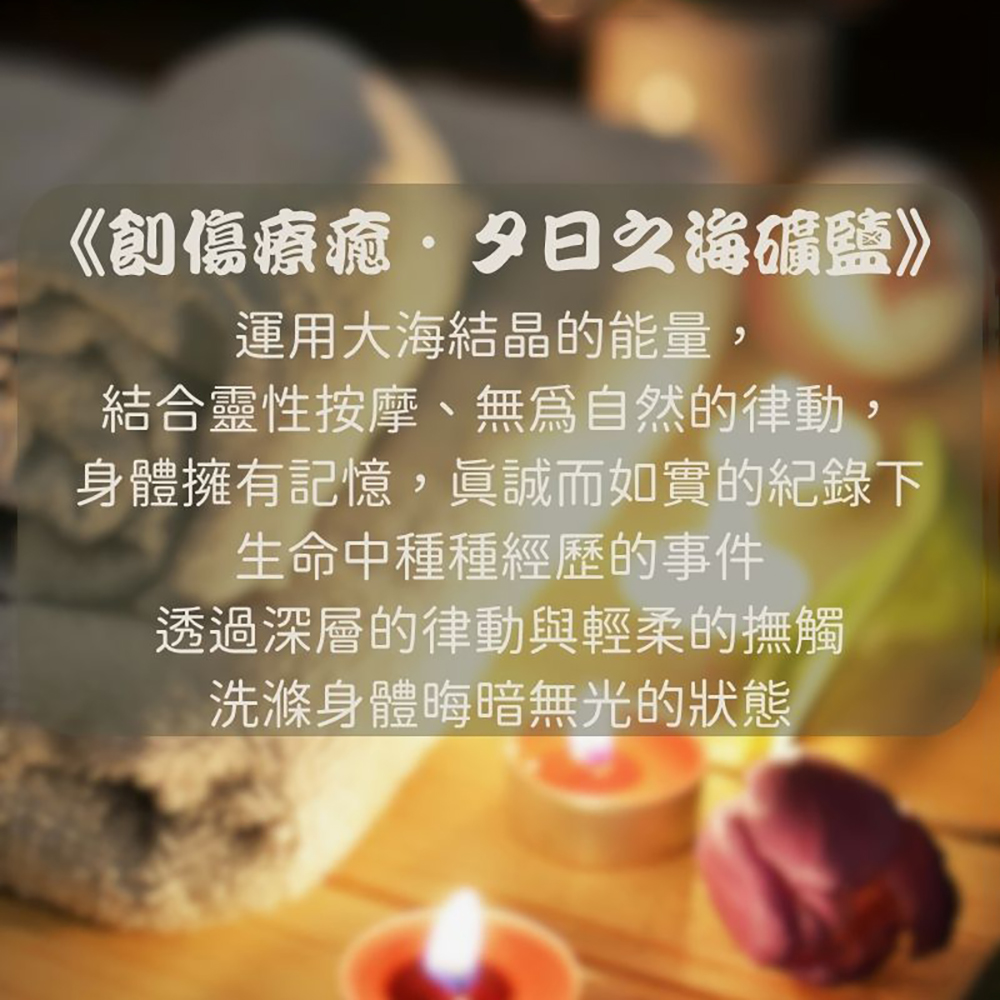 《創傷療癒·夕日之海礦鹽》
運用大海結晶的能量，
結合靈性按摩、無為自然的律動，
身體擁有記憶，真誠而如實的紀錄下
生命中種種經歷的事件
透過深層的律動與輕柔的撫觸
洗滌身體晦暗無光的狀態